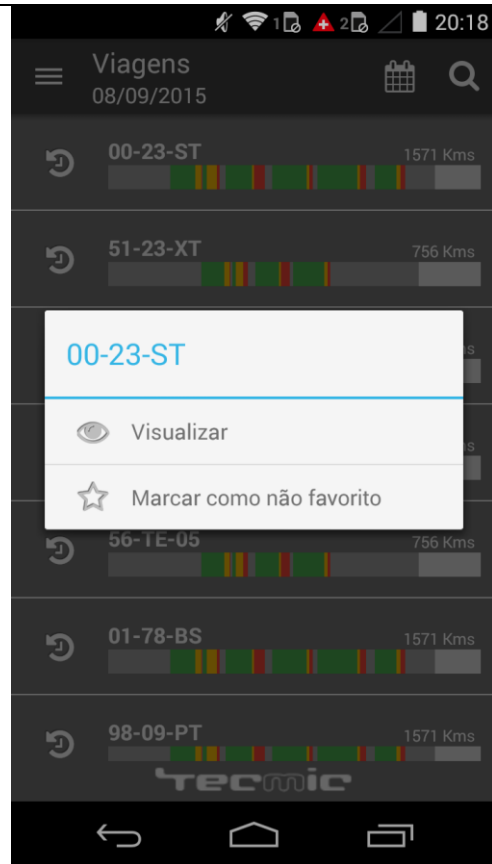 1 2 20:18
Viagens
08/09/2015
00-23-ST 1571 Kms
51-23-XT 756 Kms
00-23-ST
Visualizar
Marcar como não favorito
56-TE-05 756 Kms
01-78-BS 1571 Kms
98-09-PT 1571 Kms
tecmic